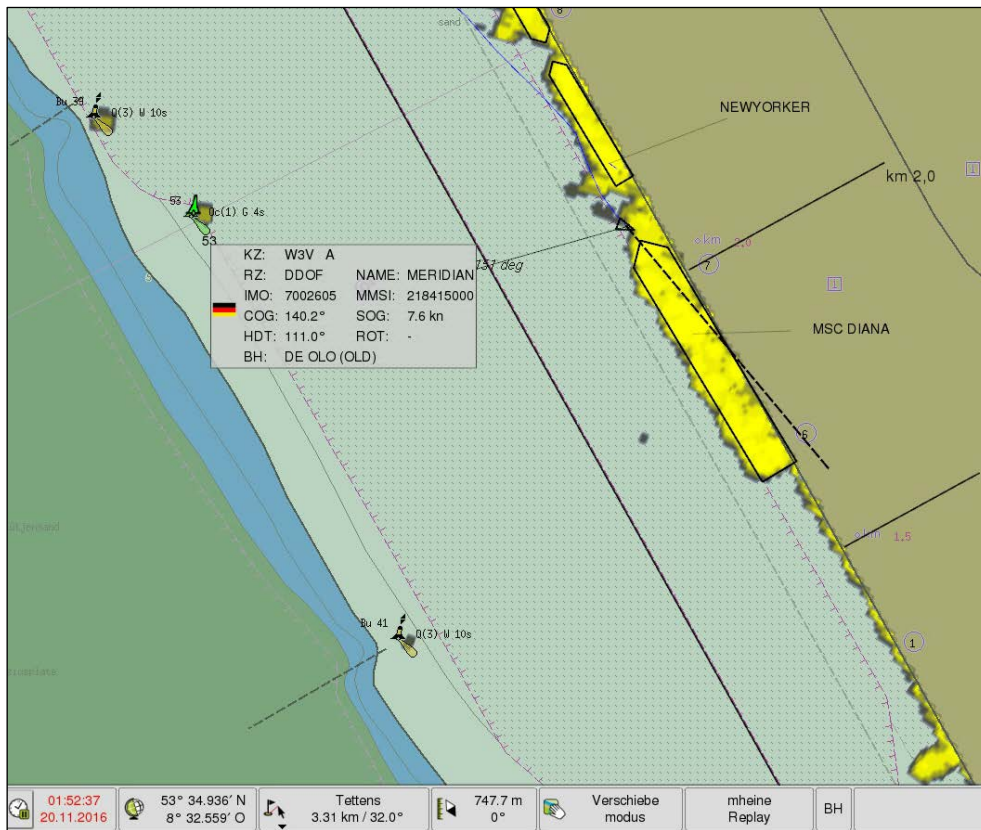 8
sand
NEWYORKER
Bu 39
Q(3) W 10s
km 2,0
53
Oc(1) G 4s
53
km 2,0
7
151 deg
KZ: W3V A
RZ: DDOF NAME: MERIDIAN
IMO: 7002605 MMSI: 218415000
COG: 140.2° SOG: 7.6 kn
HDT: 111.0° ROT: -
BH: DE OLO (OLD)
MSC DIANA
6
km 1,5
Bu 41
Q(3) W 10s
1
01:52:37
20.11.2016
53° 34.936′ N
8° 32.559′ O
Tettens
3.31 km / 32.0°
747.7 m
0°
Verschiebe
modus
mheine
Replay
BH